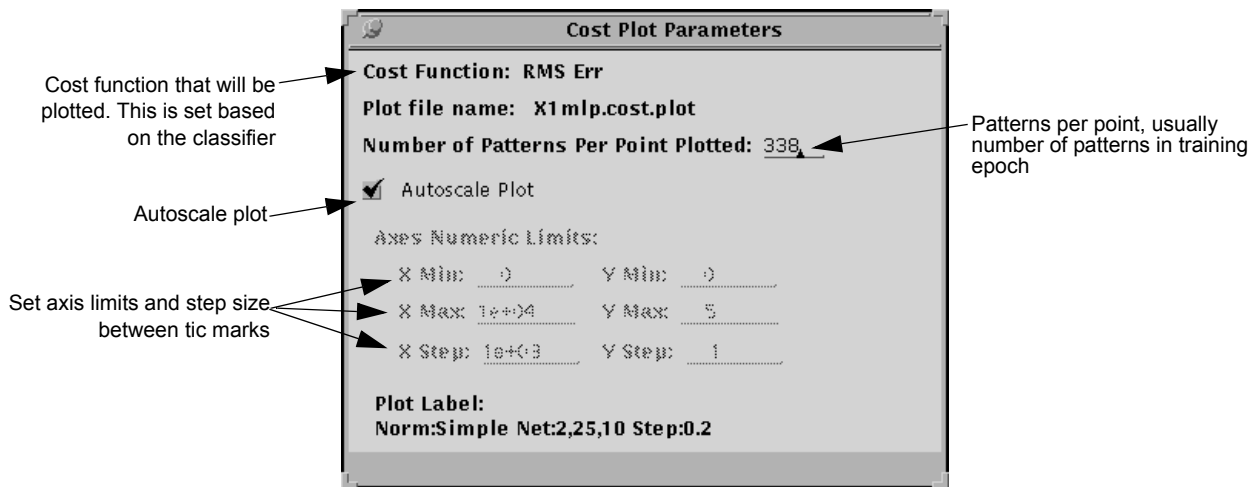 Cost Plot Parameters
Cost function that will be
plotted. This is set based
on the classifier
Cost Function: RMS Err
Plot file name: X1mlp.cost.plot
Number of Patterns Per Point Plotted: 338
Patterns per point, usually
number of patterns in training
epoch
Autoscale plot
Autoscale Plot
Axes Numeric Limits:
Set axis limits and step size
between tic marks
X Min: 0 Y Min: 0
X Max: 1e+04 Y Max: 5
X Step: 1e+03 Y Step: 1
Plot Label:
Norm:Simple Net:2,25,10 Step:0.2